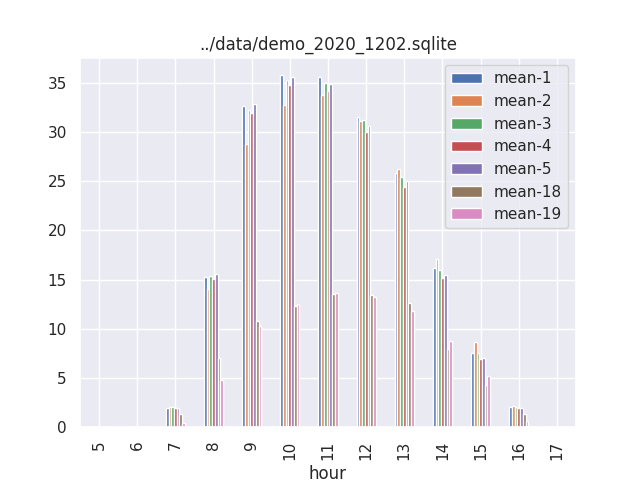 ../data/demo_2020_1202.sqlite
mean-1
mean-2
mean-3
mean-4
mean-5
mean-18
mean-19
35
30
25
20
15
10
5
0
5 6 7 8 9 10 11 12 13 14 15 16 17
hour